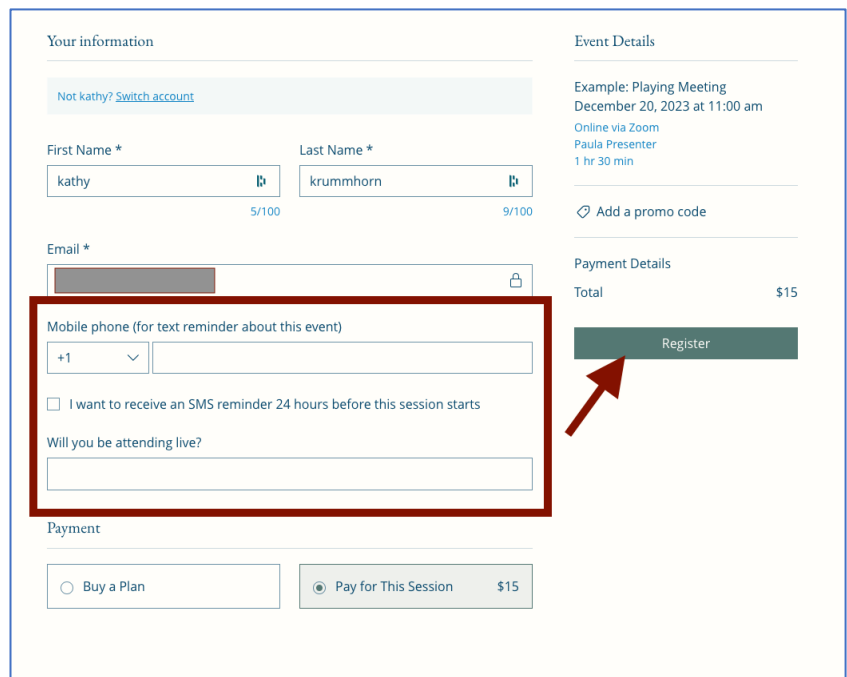 Your information
Not kathy? Switch account
First Name *
Last Name *
kathy
krummhorn
5/100
9/100
Email *
Mobile phone (for text reminder about this event)
+1
I want to receive an SMS reminder 24 hours before this session starts
Will you be attending live?
Payment
Buy a Plan
Pay for This Session $15
Event Details
Example: Playing Meeting
December 20, 2023 at 11:00 am
Online via Zoom
Paula Presenter
1 hr 30 min
Add a promo code
Payment Details
Total $15
Register